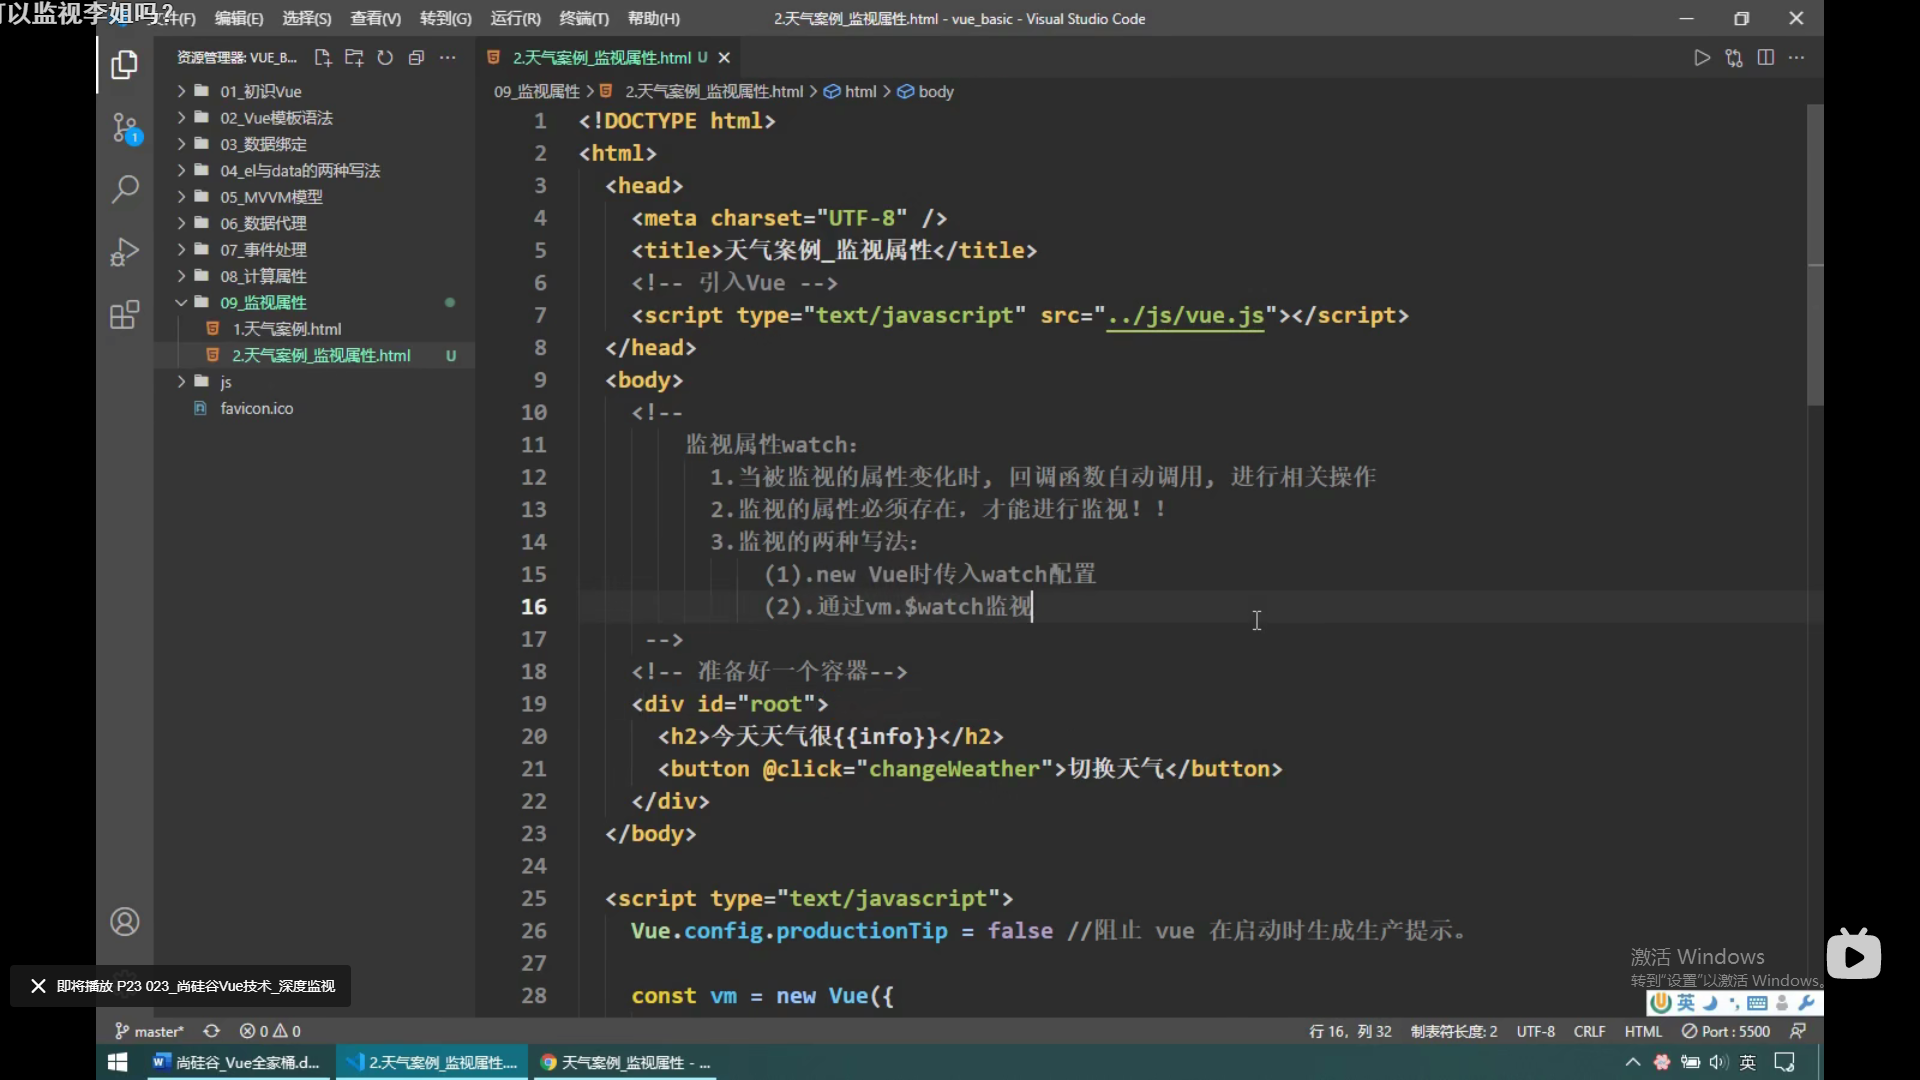 可以监视李姐吗?
文件(F) 编辑(E) 选择(S) 查看(V) 转到(G) 运行(R) 终端(T) 帮助(H)
2.天气案例_监视属性.html - vue_basic - Visual Studio Code
资源管理器: VUE_B...
2.天气案例_监视属性.html U
01_初识Vue
02_Vue模板语法
03_数据绑定
04_el与data的两种写法
05_MVVM模型
06_数据代理
07_事件处理
08_计算属性
09_监视属性
1.天气案例.html
2.天气案例_监视属性.html U
js
favicon.ico
1
09_监视属性 > 2.天气案例_监视属性.html > html > body
1 <!DOCTYPE html>
2 <html>
3 <head>
4 <meta charset="UTF-8" />
5 <title>天气案例_监视属性</title>
6 <!-- 引入Vue -->
7 <script type="text/javascript" src="../js/vue.js"></script>
8 </head>
9 <body>
10 <!--
11 监视属性watch：
12 1.当被监视的属性变化时, 回调函数自动调用, 进行相关操作
13 2.监视的属性必须存在，才能进行监视！！
14 3.监视的两种写法：
15 (1).new Vue时传入watch配置
16 (2).通过vm.$watch监视
17 -->
18 <!-- 准备好一个容器-->
19 <div id="root">
20 <h2>今天天气很{{info}}</h2>
21 <button @click="changeWeather">切换天气</button>
22 </div>
23 </body>
24
25 <script type="text/javascript">
26 Vue.config.productionTip = false //阻止 vue 在启动时生成生产提示。
27
28 const vm = new Vue({
激活 Windows
转到"设置"以激活 Windows。
英
即将播放 P23 023_尚硅谷Vue技术_深度监视
master* 0 0
行 16，列 32 制表符长度: 2 UTF-8 CRLF HTML Port : 5500
尚硅谷_Vue全家桶.d...
2.天气案例_监视属性....
天气案例_监视属性 - ...
英